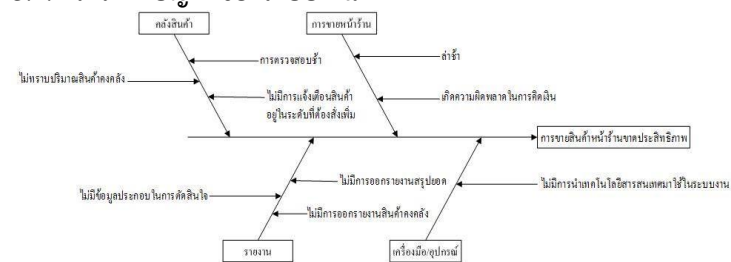 คลังสินค้า
การขายหน้าร้าน
การตรวจสอบช้า
ล่าช้า
ไม่ทราบปริมาณสินค้าคงคลัง
ไม่มีการแจ้งเตือนสินค้า
อยู่ในระดับที่ต้องสั่งเพิ่ม
เกิดความผิดพลาดในการคิดเงิน
การขายสินค้าหน้าร้านขาดประสิทธิภาพ
ไม่มีการออกรายงานสรุปยอด
ไม่มีการนำเทคโนโลยีสารสนเทศมาใช้ในระบบงาน
ไม่มีข้อมูลประกอบในการตัดสินใจ
ไม่มีการออกรายงานสินค้าคงคลัง
รายงาน
เครื่องมือ/อุปกรณ์